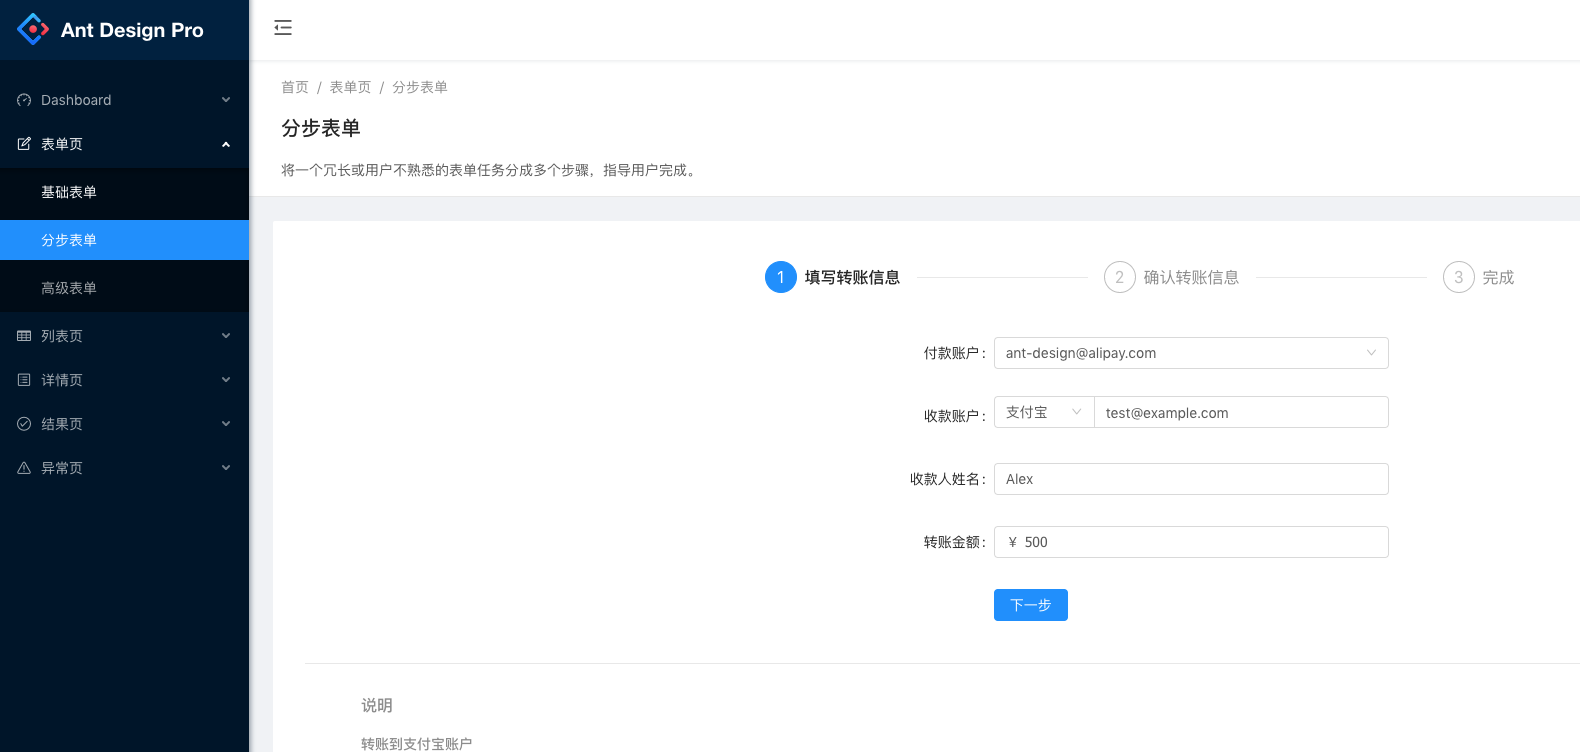 Ant Design Pro
Dashboard
表单页
基础表单
分步表单
高级表单
列表页
详情页
结果页
异常页
首页 / 表单页 / 分步表单
分步表单
将一个冗长或用户不熟悉的表单任务分成多个步骤，指导用户完成。
1 填写转账信息
2 确认转账信息
3 完成
付款账户： ant-design@alipay.com
收款账户： 支付宝 test@example.com
收款人姓名： Alex
转账金额： ¥ 500
下一步
说明
转账到支付宝账户